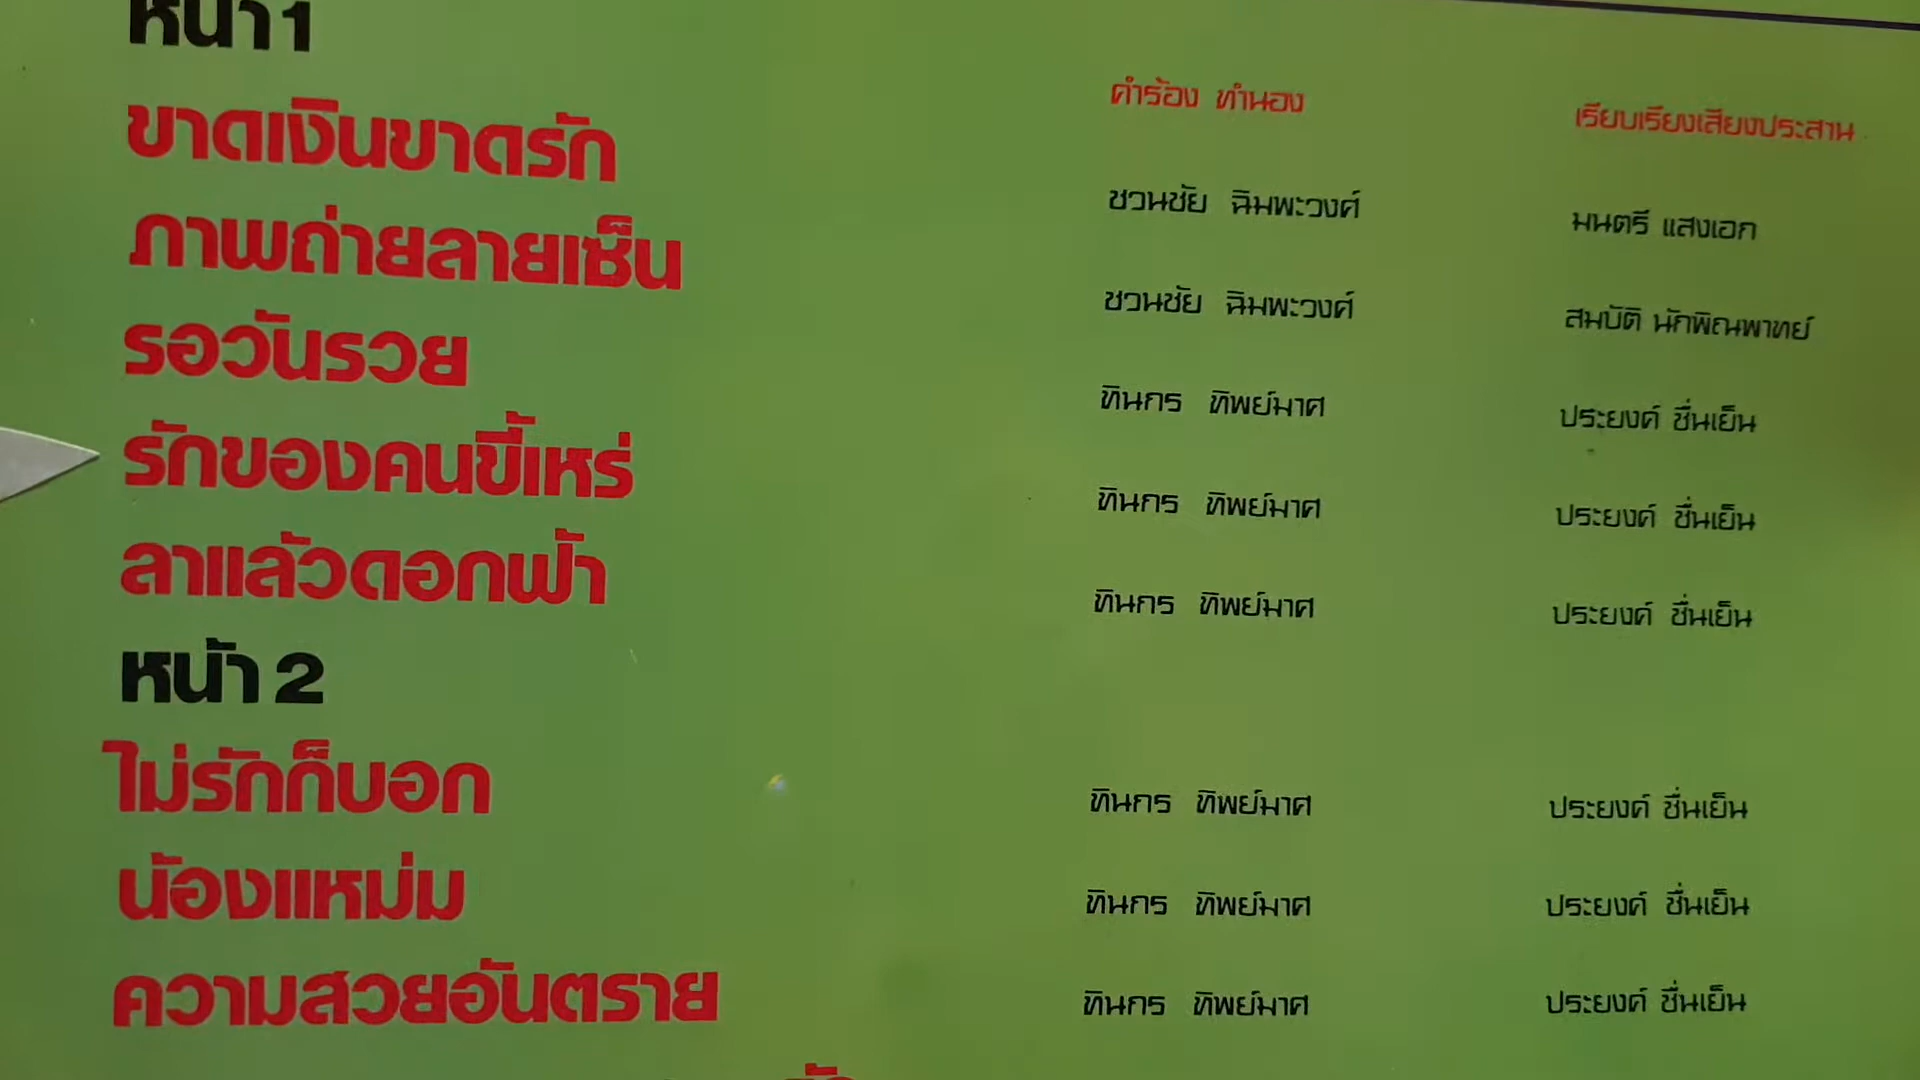 หน้า 1
คำร้อง ทำนอง เรียบเรียงเสียงประสาน
ขาดเงินขาดรัก ชวนชัย ฉิมพะวงศ์ มนตรี แสงเอก
ภาพถ่ายลายเซ็น ชวนชัย ฉิมพะวงศ์ สมบัติ นักพิณพาทย์
รอวันรวย ทินกร ทิพย์มาศ ประยงค์ ชื่นเย็น
รักของคนขี้เหร่ ทินกร ทิพย์มาศ ประยงค์ ชื่นเย็น
ลาแล้วดอกฟ้า ทินกร ทิพย์มาศ ประยงค์ ชื่นเย็น
หน้า 2
ไม่รักก็บอก ทินกร ทิพย์มาศ ประยงค์ ชื่นเย็น
น้องแหม่ม ทินกร ทิพย์มาศ ประยงค์ ชื่นเย็น
ความสวยอันตราย ทินกร ทิพย์มาศ ประยงค์ ชื่นเย็น